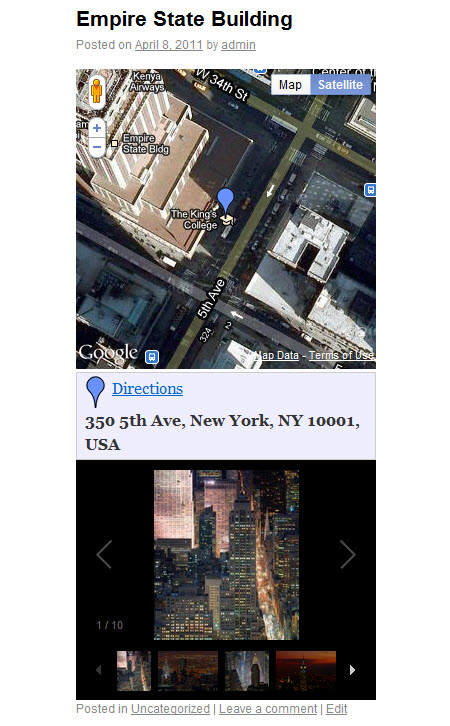 Empire State Building
Posted on April 8, 2011 by admin
Kenya
Airways
W 34th St
Map
Satellite
Empire
State Bldg
The King's
College
5th Ave
324
2
Google
Map Data - Terms of Use
Directions
350 5th Ave, New York, NY 10001,
USA
1 / 10
Posted in Uncategorized | Leave a comment | Edit